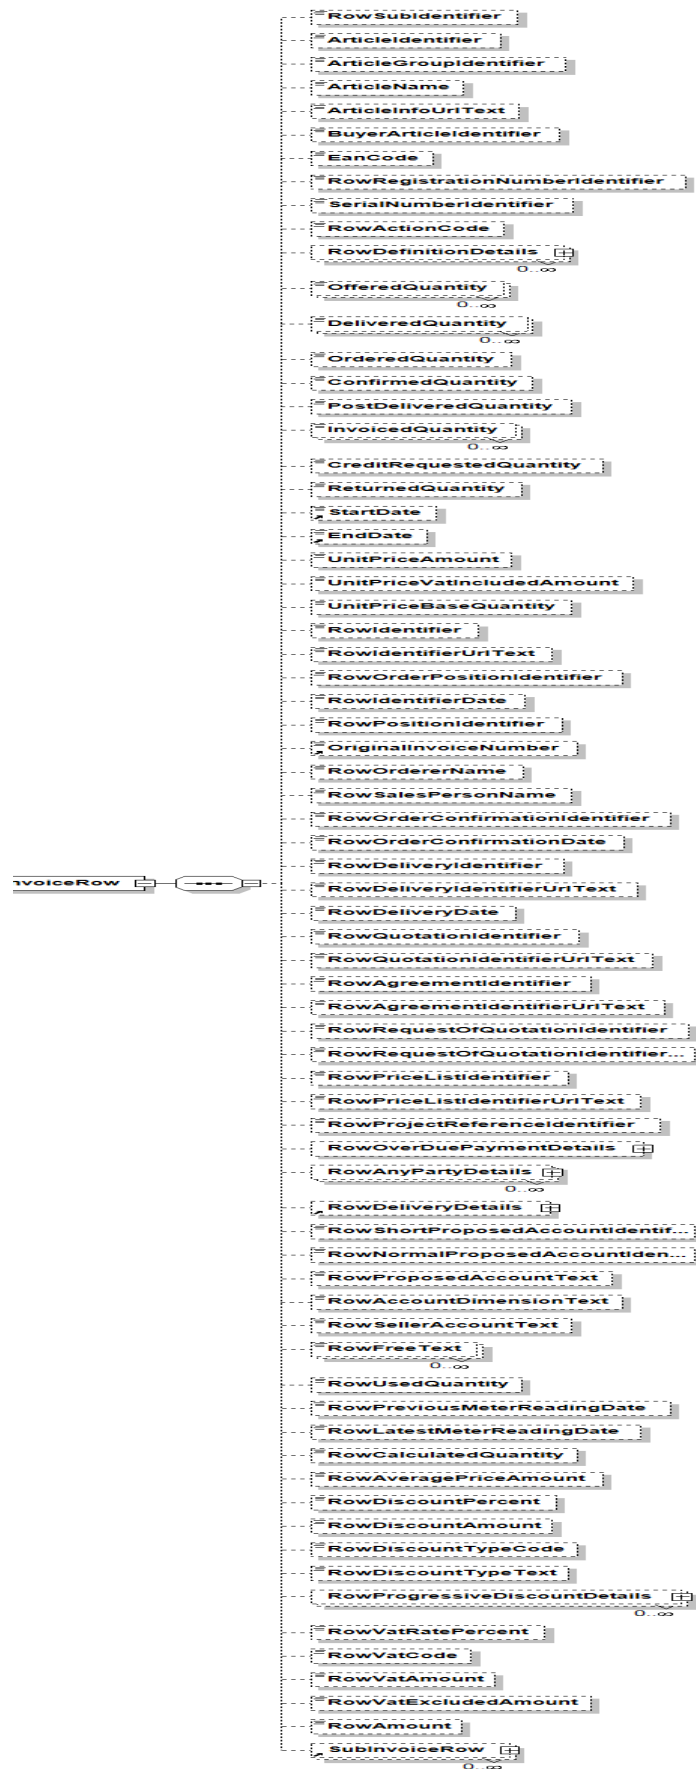 RowSubIdentifier
ArticleIdentifier
ArticleGroupIdentifier
ArticleName
ArticleInfoUrlText
BuyerArticleIdentifier
EanCode
RowRegistrationNumberIdentifier
SerialNumberIdentifier
RowActionCode
RowDefinitionDetails
0..∞
OfferedQuantity
0..∞
DeliveredQuantity
0..∞
OrderedQuantity
ConfirmedQuantity
PostDeliveredQuantity
InvoicedQuantity
0..∞
CreditRequestedQuantity
ReturnedQuantity
StartDate
EndDate
UnitPriceAmount
UnitPriceVatIncludedAmount
UnitPriceBaseQuantity
RowIdentifier
RowIdentifierUrlText
RowOrderPositionIdentifier
RowIdentifierDate
RowPositionIdentifier
OriginalInvoiceNumber
RowOrdererName
RowSalesPersonName
RowOrderConfirmationIdentifier
RowOrderConfirmationDate
RowDeliveryIdentifier
nvoiceRow
RowDeliveryIdentifierUrlText
RowDeliveryDate
RowQuotationIdentifier
RowQuotationIdentifierUrlText
RowAgreementIdentifier
RowAgreementIdentifierUrlText
RowRequestOfQuotationIdentifier
RowRequestOfQuotationIdentifier...
RowPriceListIdentifier
RowPriceListIdentifierUrlText
RowProjectReferenceIdentifier
RowOverDuePaymentDetails
RowAnyPartyDetails
0..∞
RowDeliveryDetails
RowShortProposedAccountIdentif...
RowNormalProposedAccountIden...
RowProposedAccountText
RowAccountDimensionText
RowSellerAccountText
RowFreeText
0..∞
RowUsedQuantity
RowPreviousMeterReadingDate
RowLatestMeterReadingDate
RowCalculatedQuantity
RowAveragePriceAmount
RowDiscountPercent
RowDiscountAmount
RowDiscountTypeCode
RowDiscountTypeText
RowProgressiveDiscountDetails
0..∞
RowVatRatePercent
RowVatCode
RowVatAmount
RowVatExcludedAmount
RowAmount
SubInvoiceRow
0..∞